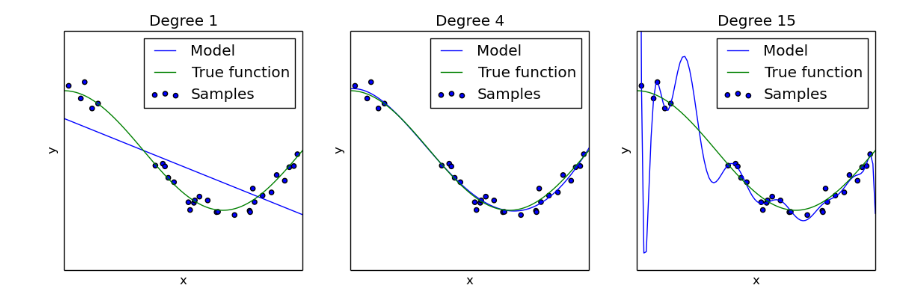 Degree 1
Model
True function
Samples
y
x
Degree 4
Model
True function
Samples
y
x
Degree 15
Model
True function
Samples
y
x